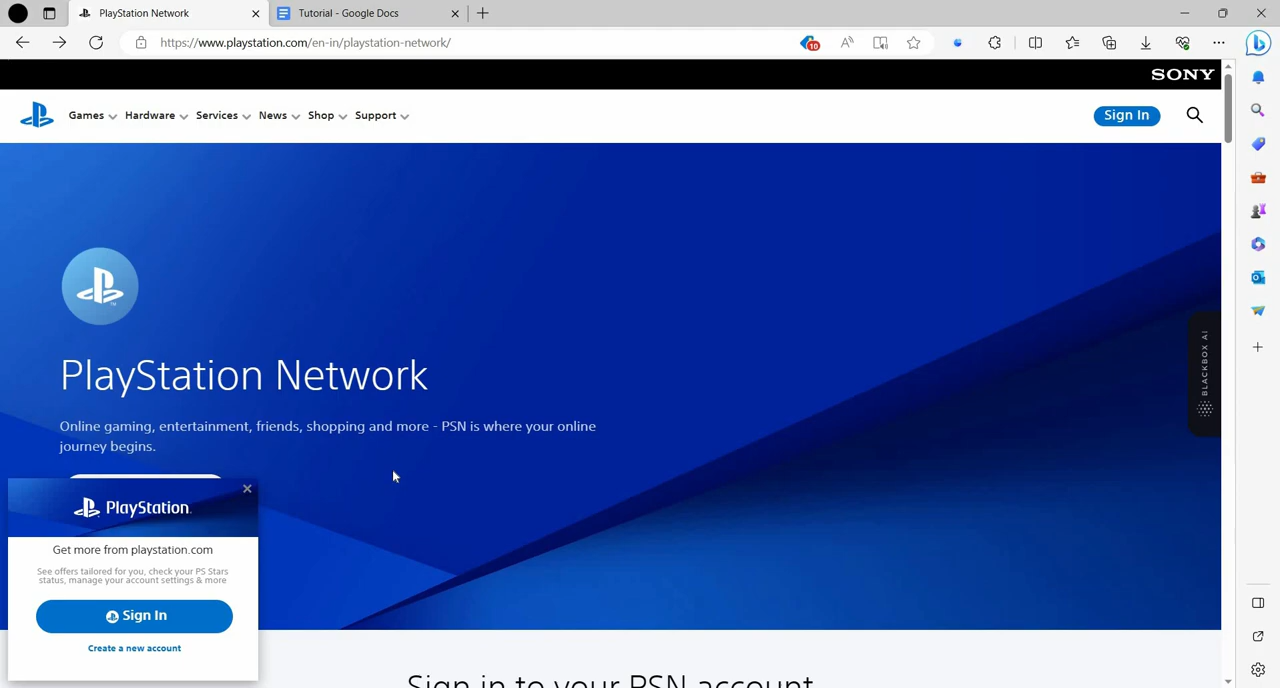 PlayStation Network
Tutorial - Google Docs
https://www.playstation.com/en-in/playstation-network/
10
SONY
Games
Hardware
Services
News
Shop
Support
Sign In
BLACKBOX AI
PlayStation Network
Online gaming, entertainment, friends, shopping and more - PSN is where your online
journey begins.
PlayStation
Get more from playstation.com
See offers tailored for you, check your PS Stars
status, manage your account settings & more
Sign In
Create a new account
Sign in to your PSN account